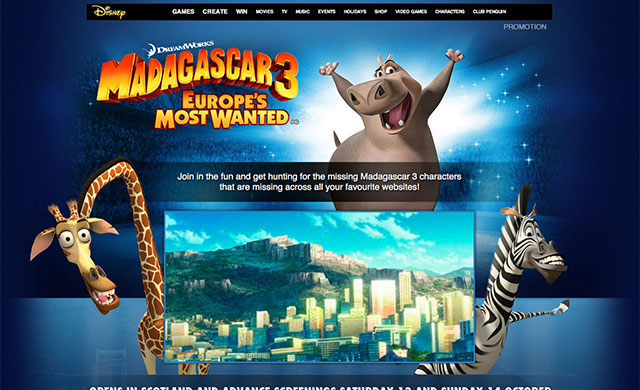 Disney GAMES CREATE WIN MOVIES TV MUSIC EVENTS HOLIDAYS SHOP VIDEO GAMES CHARACTERS CLUB PENGUIN
PROMOTION
DREAMWORKS
MADAGASCAR 3
EUROPE'S
MOST WANTED PG
Join in the fun and get hunting for the missing Madagascar 3 characters
that are missing across all your favourite websites!
OPENS IN SCOTLAND AND ADVANCE SCREENINGS SATURDAY 13 AND SUNDAY 14 OCTOBER